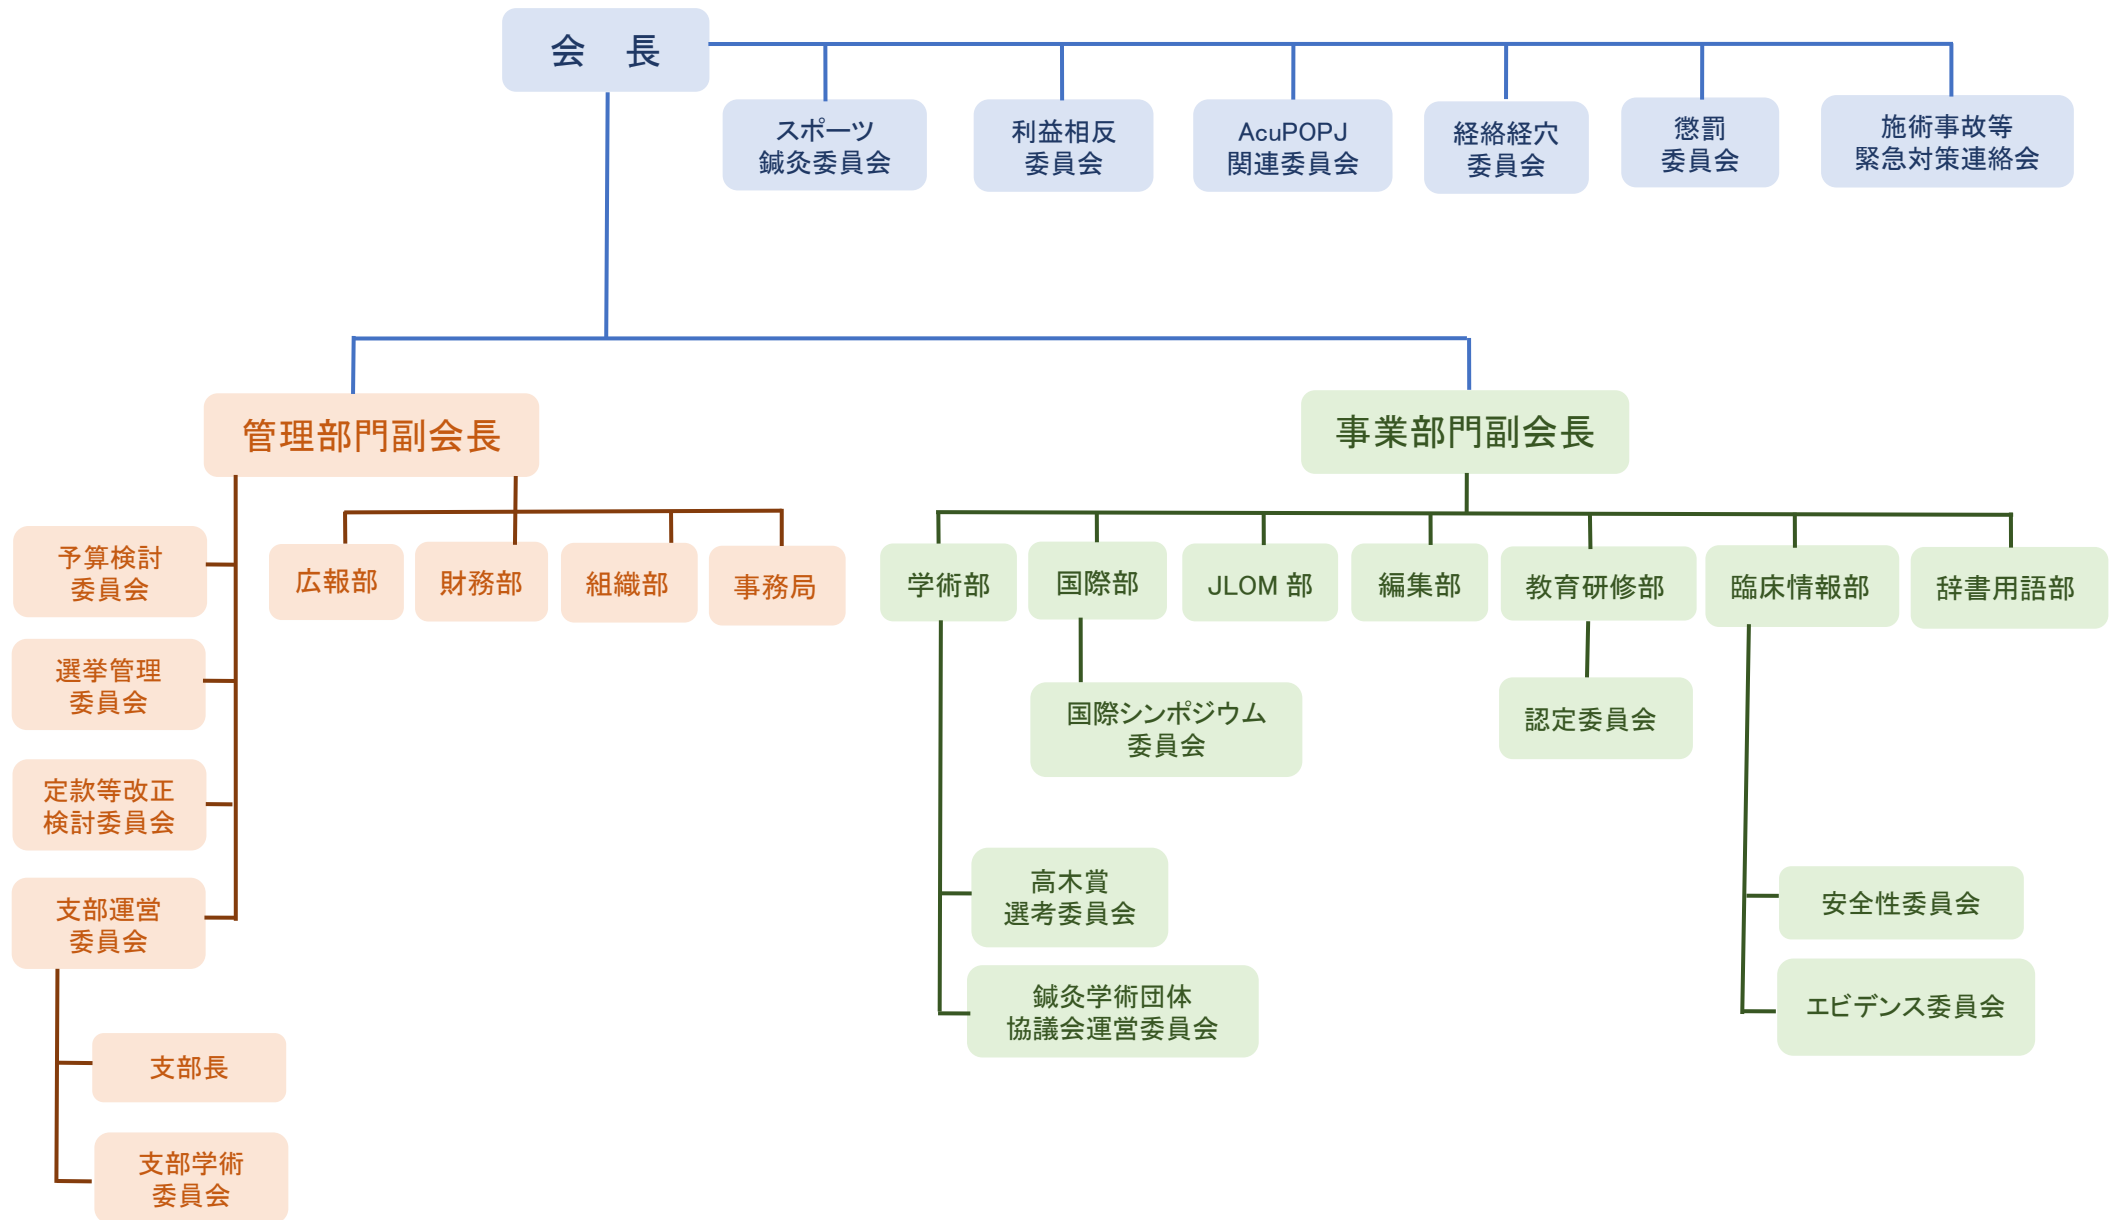 会　長
スポーツ
鍼灸委員会
利益相反
委員会
AcuPOPJ
関連委員会
経絡経穴
委員会
懲罰
委員会
施術事故等
緊急対策連絡会
管理部門副会長
事業部門副会長
予算検討
委員会
選挙管理
委員会
定款等改正
検討委員会
支部運営
委員会
支部長
支部学術
委員会
広報部
財務部
組織部
事務局
学術部
国際部
JLOM 部
編集部
教育研修部
臨床情報部
辞書用語部
国際シンポジウム
委員会
認定委員会
高木賞
選考委員会
鍼灸学術団体
協議会運営委員会
安全性委員会
エビデンス委員会